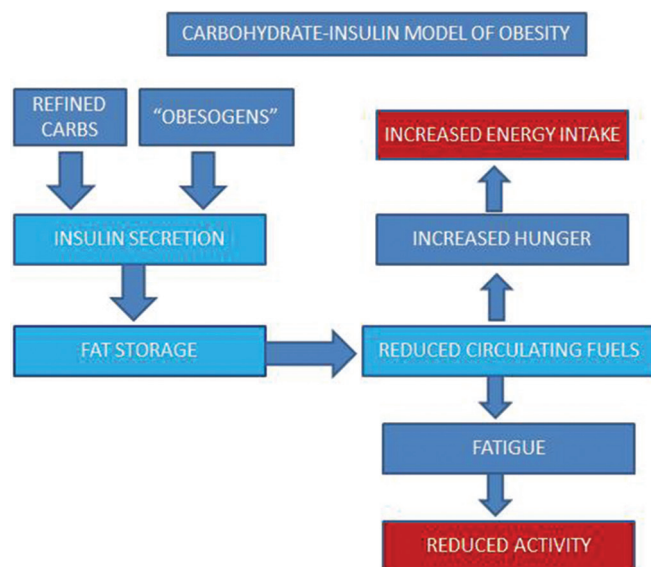 CARBOHYDRATE-INSULIN MODEL OF OBESITY
REFINED
CARBS
“OBESOGENS”
INCREASED ENERGY INTAKE
INSULIN SECRETION
INCREASED HUNGER
FAT STORAGE
REDUCED CIRCULATING FUELS
FATIGUE
REDUCED ACTIVITY